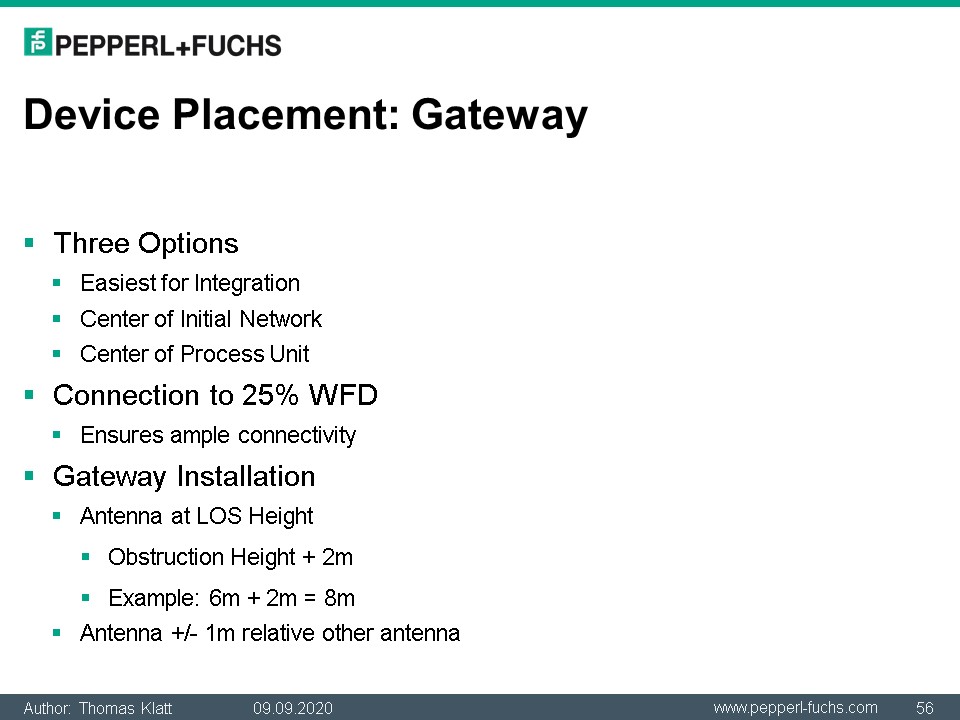 PEPPERL+FUCHS
Device Placement: Gateway
Three Options
Easiest for Integration
Center of Initial Network
Center of Process Unit
Connection to 25% WFD
Ensures ample connectivity
Gateway Installation
Antenna at LOS Height
Obstruction Height + 2m
Example: 6m + 2m = 8m
Antenna +/- 1m relative other antenna
Author: Thomas Klatt 09.09.2020 www.pepperl-fuchs.com 56